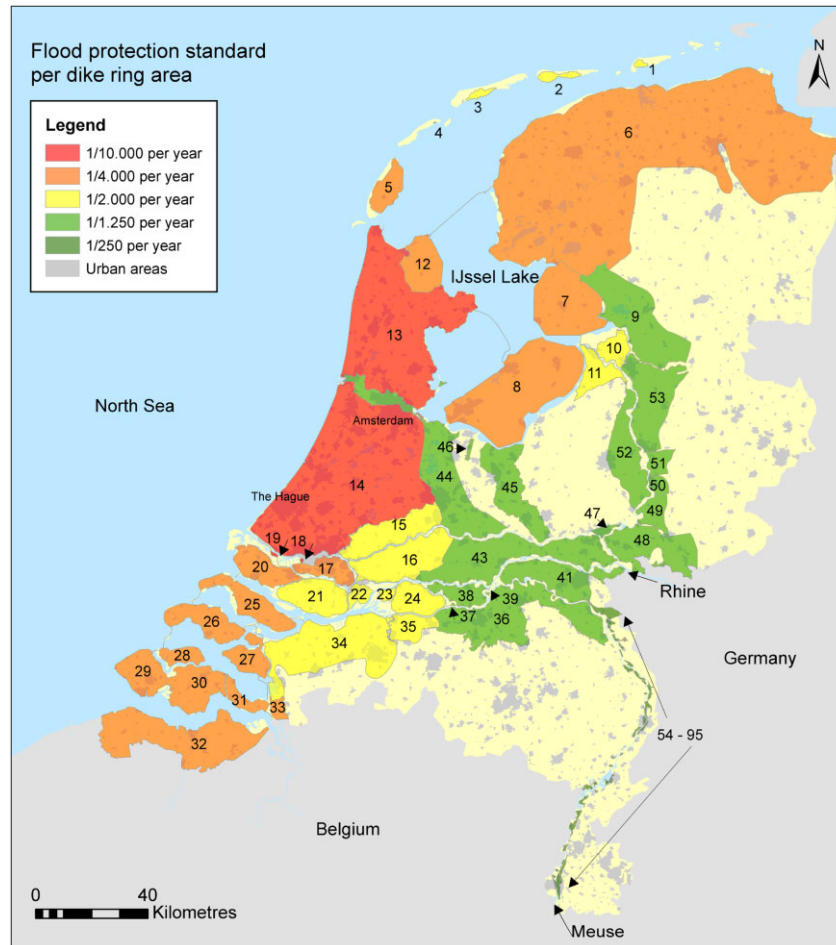 Flood protection standard
per dike ring area
N
Legend
1/10.000 per year
1/4.000 per year
1/2.000 per year
1/1.250 per year
1/250 per year
Urban areas
1
2
3
4
5
6
12
IJssel Lake
7
9
13
10
11
8
53
North Sea
Amsterdam
46
52
51
44
45
50
The Hague
14
49
47
15
48
19 18
16
43
20
17
41
Rhine
21
22
23
24
38
39
25
37
26
35
36
34
28
27
Germany
29
30
31
33
32
54 - 95
Belgium
0
40
Kilometres
Meuse